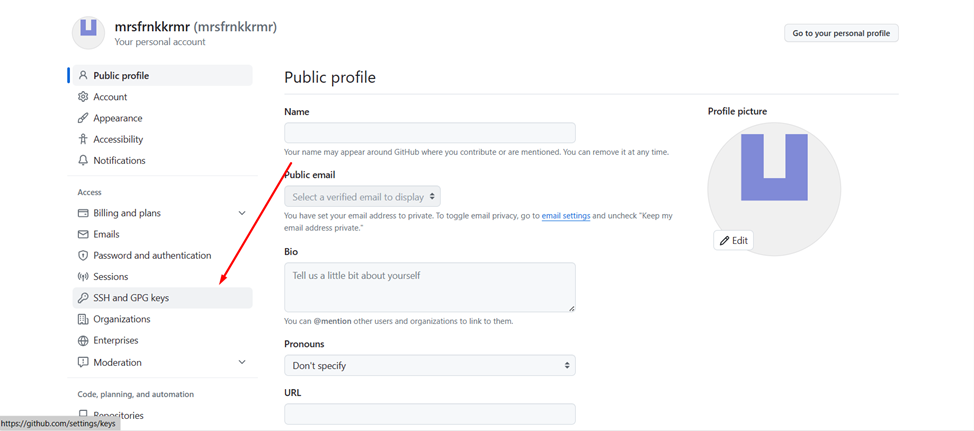 mrsfrnkkrmr (mrsfrnkkrmr)
Your personal account
Go to your personal profile
Public profile
Account
Appearance
Accessibility
Notifications
Access
Billing and plans
Emails
Password and authentication
Sessions
SSH and GPG keys
Organizations
Enterprises
Moderation
Code, planning, and automation
Repositories
https://github.com/settings/keys
Public profile
Name
Your name may appear around GitHub where you contribute or are mentioned. You can remove it at any time.
Public email
Select a verified email to display
You have set your email address to private. To toggle email privacy, go to email settings and uncheck "Keep my
email address private."
Bio
Tell us a little bit about yourself
You can @mention other users and organizations to link to them.
Pronouns
Don't specify
URL
Profile picture
Edit